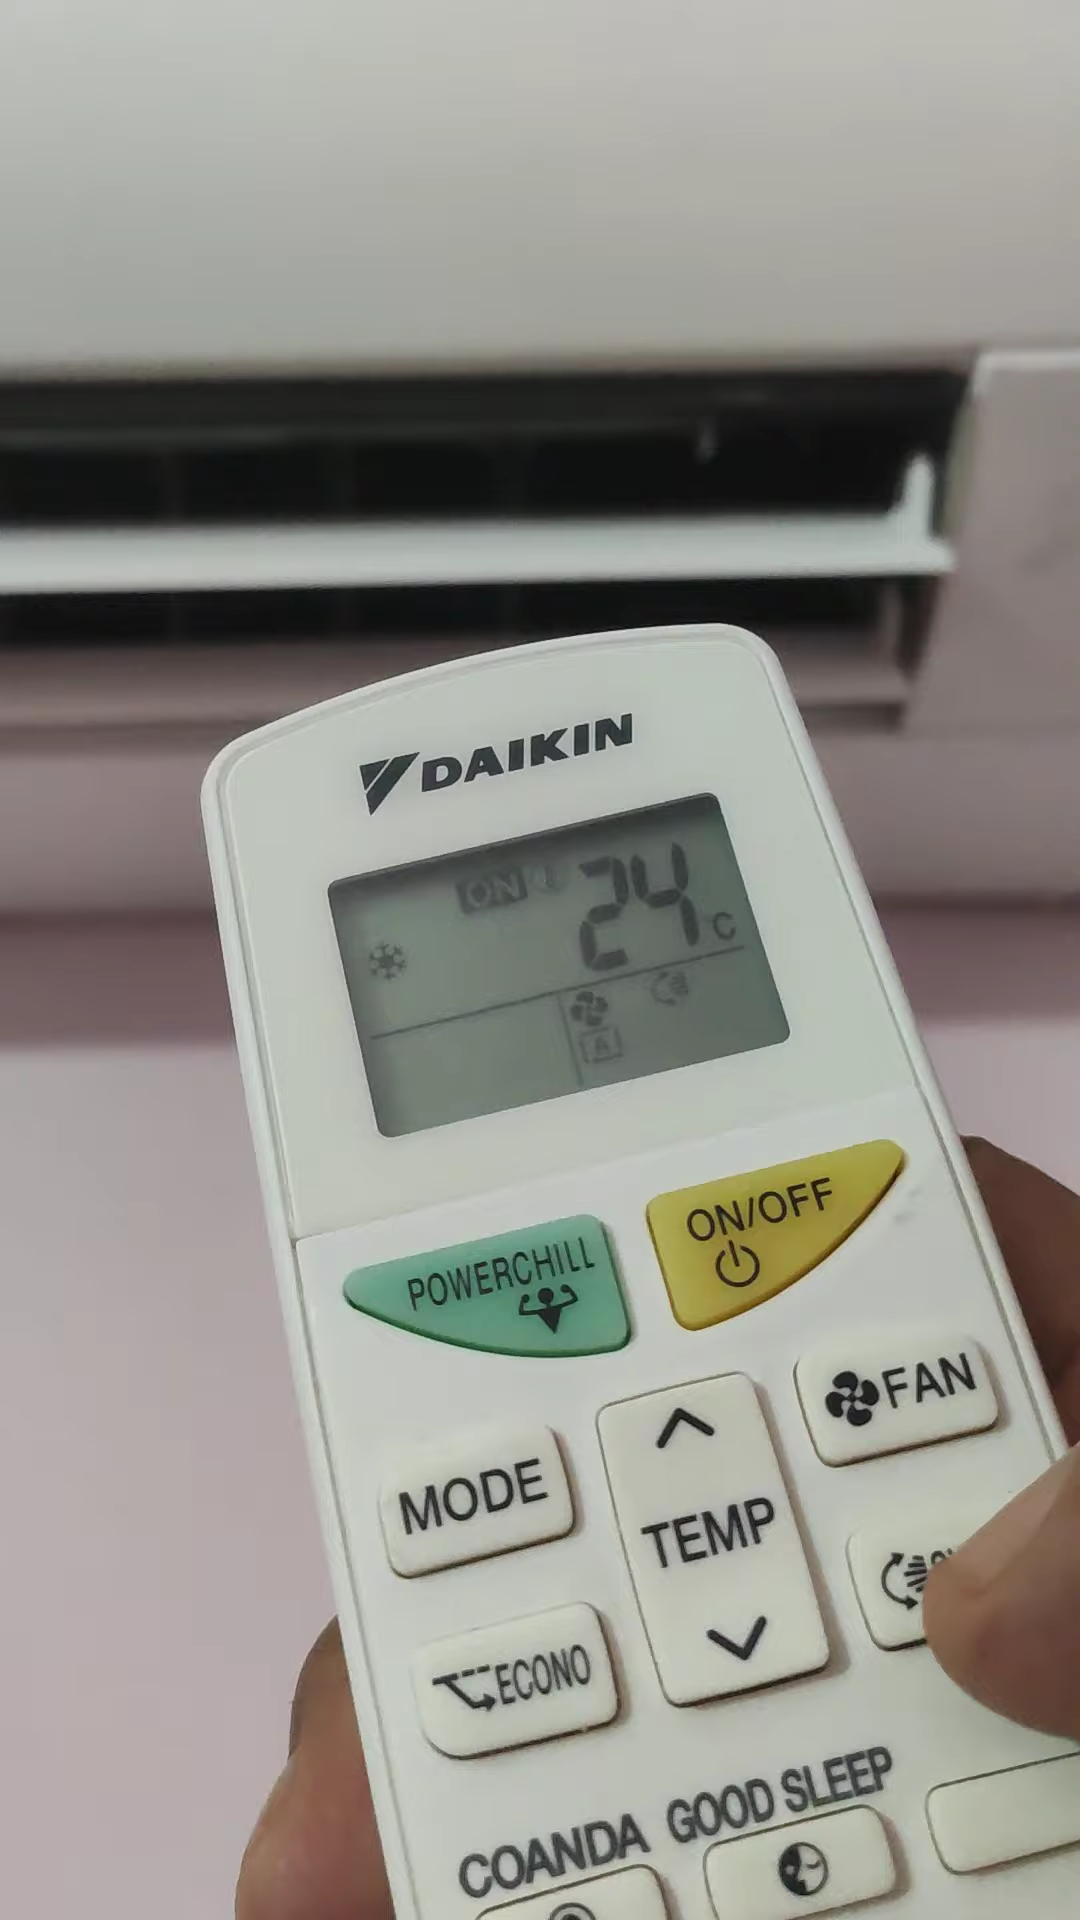 DAIKIN
ON 24 C
A
POWERCHILL
ON/OFF
MODE
TEMP
FAN
ECONO
COANDA
GOOD SLEEP